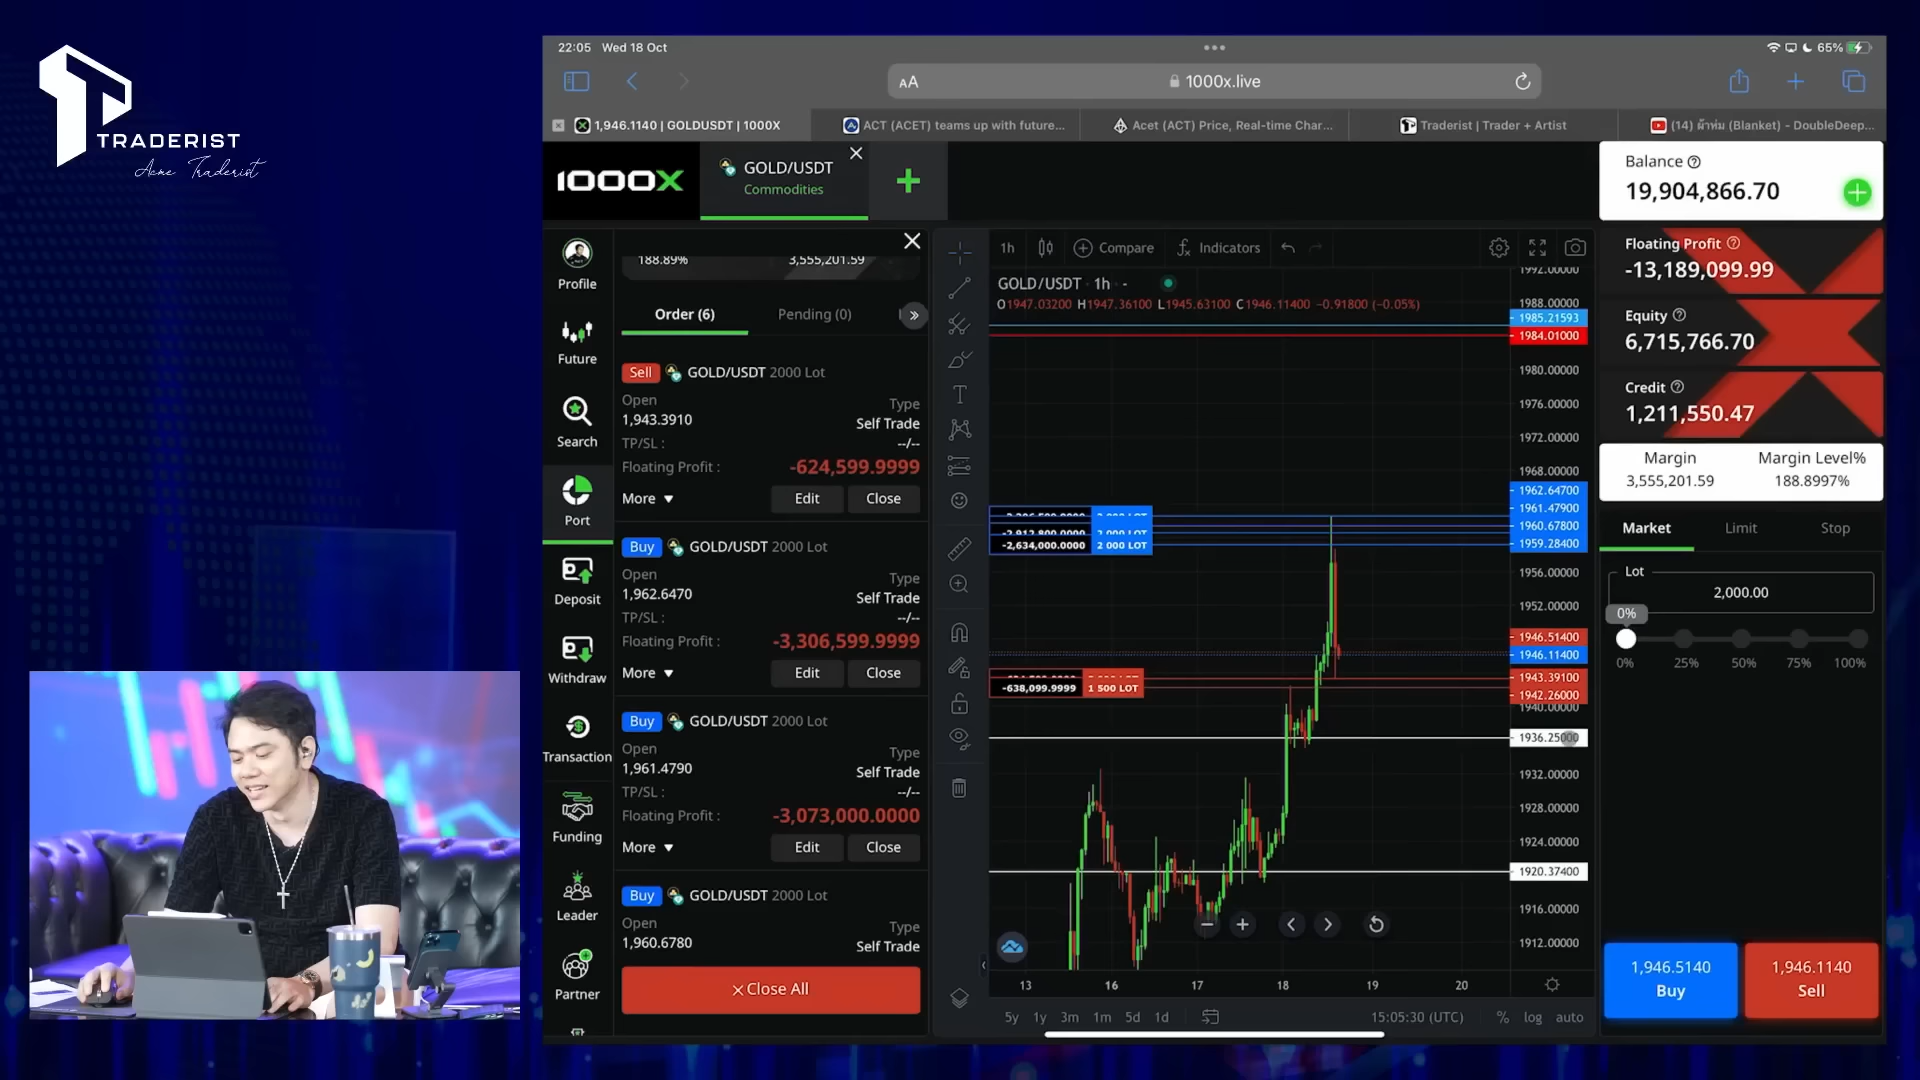 TRADERIST
Acme Traderist
22:05 Wed 18 Oct
65%
AA
1000x.live
1,946.1140 | GOLDUSDT | 1000X
ACT (ACET) teams up with future...
Acet (ACT) Price, Real-time Char...
Traderist | Trader + Artist
(14) ผ้าห่ม (Blanket) - DoubleDeep...
1000X
GOLD/USDT
Commodities
Balance
19,904,866.70
Floating Profit
-13,189,099.99
Equity
6,715,766.70
Credit
1,211,550.47
Margin
3,555,201.59
Margin Level%
188.8997%
Market
Limit
Stop
Lot
2,000.00
0%
0%
25%
50%
75%
100%
1,946.5140
Buy
1,946.1140
Sell
Profile
Future
Search
Port
Deposit
Withdraw
Transaction
Funding
Leader
Partner
188.89%
3,555,201.59
Order (6)
Pending (0)
Sell GOLD/USDT 2000 Lot
Open
1,943.3910
Type
Self Trade
TP/SL : --/--
Floating Profit : -624,599.9999
More
Edit
Close
Buy GOLD/USDT 2000 Lot
Open
1,962.6470
Type
Self Trade
TP/SL : --/--
Floating Profit : -3,306,599.9999
More
Edit
Close
Buy GOLD/USDT 2000 Lot
Open
1,961.4790
Type
Self Trade
TP/SL : --/--
Floating Profit : -3,073,000.0000
More
Edit
Close
Buy GOLD/USDT 2000 Lot
Open
1,960.6780
Type
Self Trade
Close All
1h
Compare
Indicators
GOLD/USDT · 1h · -
O1947.03200 H1947.36100 L1945.63100 C1946.11400 -0.91800 (-0.05%)
1992.00000
1988.00000
1985.21593
1984.01000
1980.00000
1976.00000
1972.00000
1968.00000
1962.64700
1961.47900
1960.67800
1959.28400
1956.00000
1952.00000
1946.51400
1946.11400
1943.39100
1942.26000
1940.00000
1936.25000
1932.00000
1928.00000
1924.00000
1920.37400
1916.00000
1912.00000
-2,634,000.0000 2 000 LOT
-638,099.9999 1 500 LOT
13
16
17
18
19
20
5y 1y 3m 1m 5d 1d
15:05:30 (UTC)
% log auto